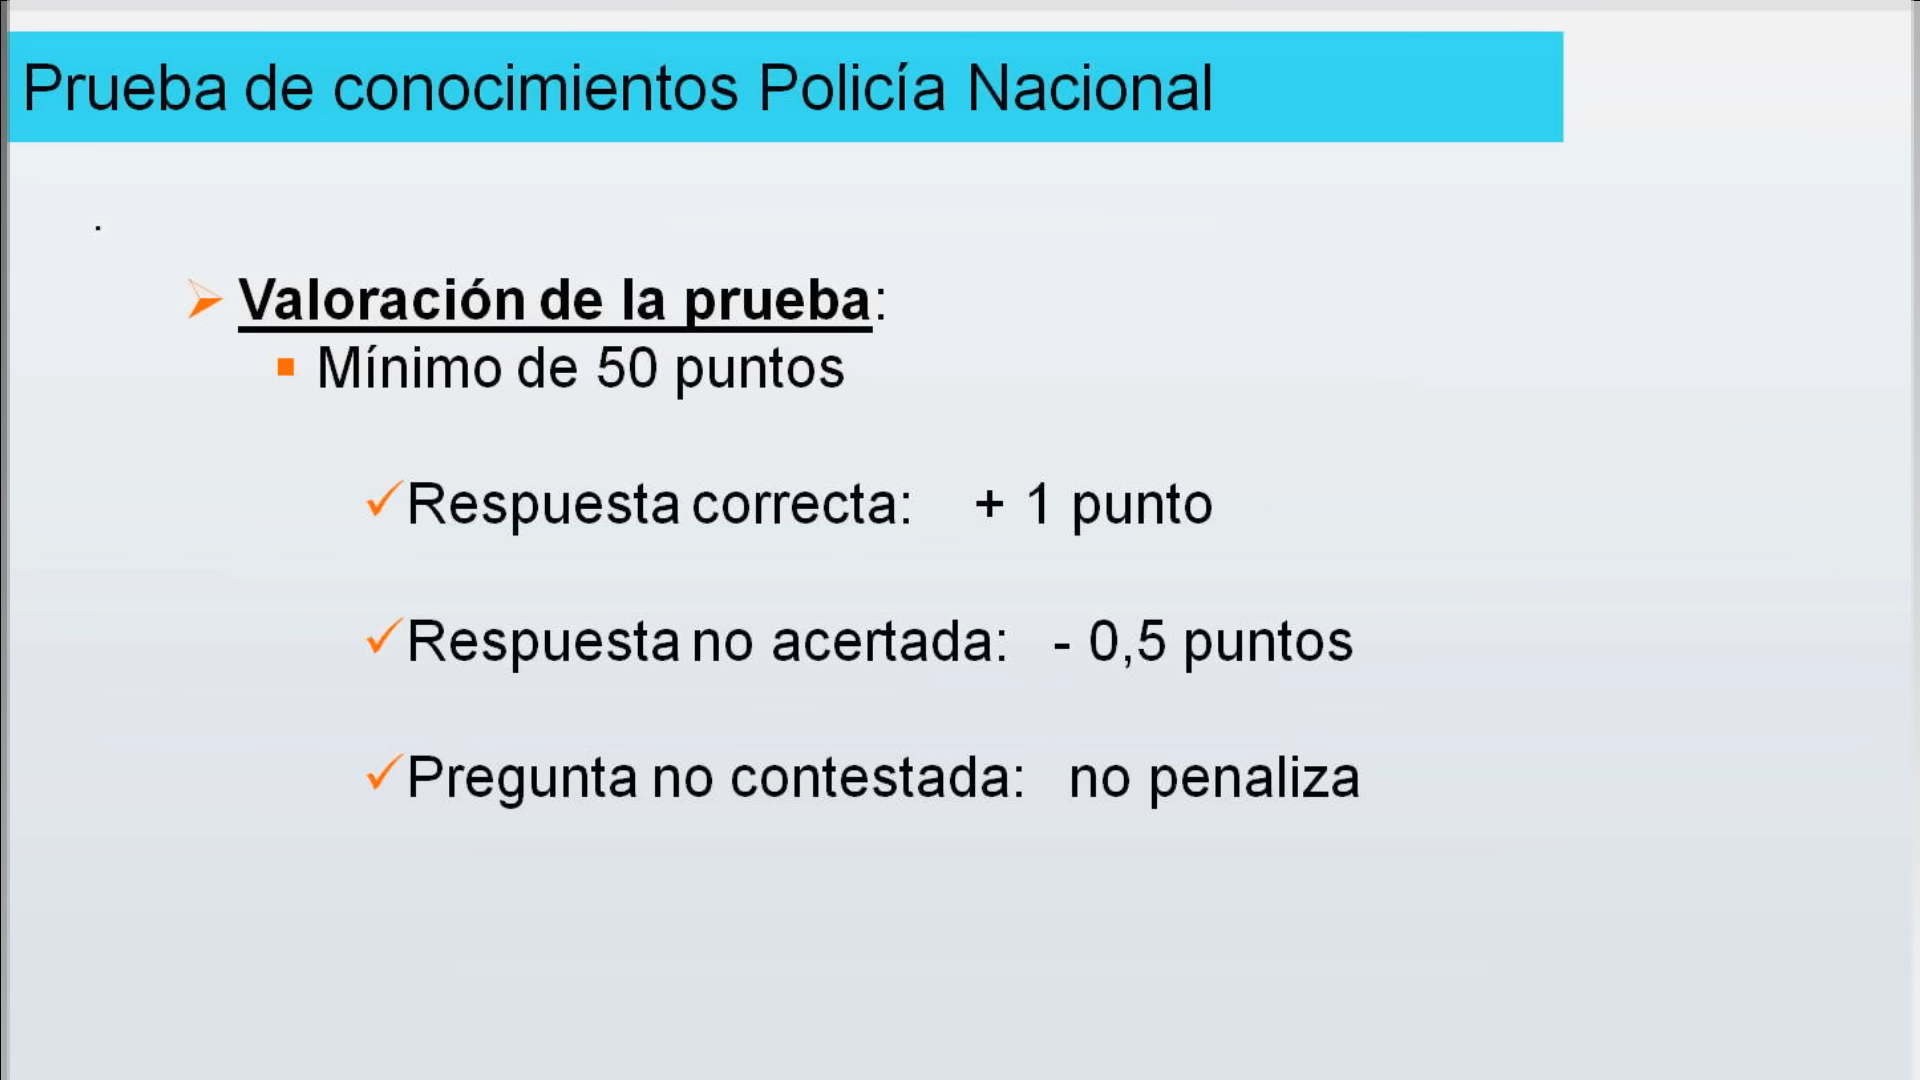 Prueba de conocimientos Policía Nacional
.
Valoración de la prueba:
Mínimo de 50 puntos
Respuesta correcta: + 1 punto
Respuesta no acertada: - 0,5 puntos
Pregunta no contestada: no penaliza